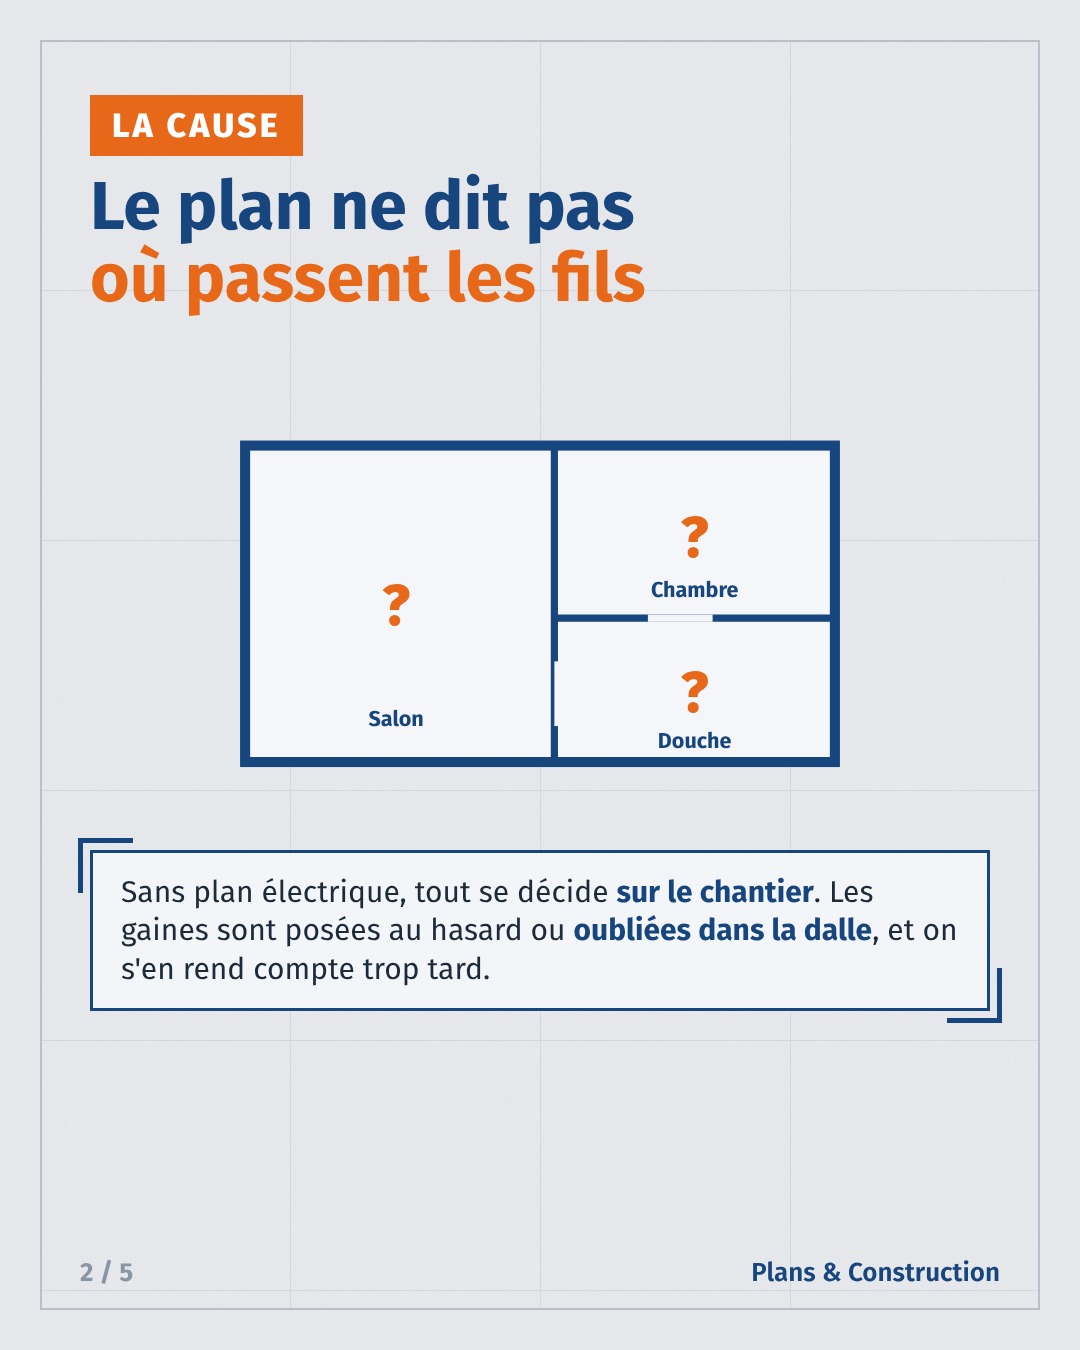 LA CAUSE
Le plan ne dit pas
où passent les fils
?
Chambre
?
Salon
?
Douche
Sans plan électrique, tout se décide sur le chantier. Les
gaines sont posées au hasard ou oubliées dans la dalle, et on
s'en rend compte trop tard.
2 / 5
Plans & Construction